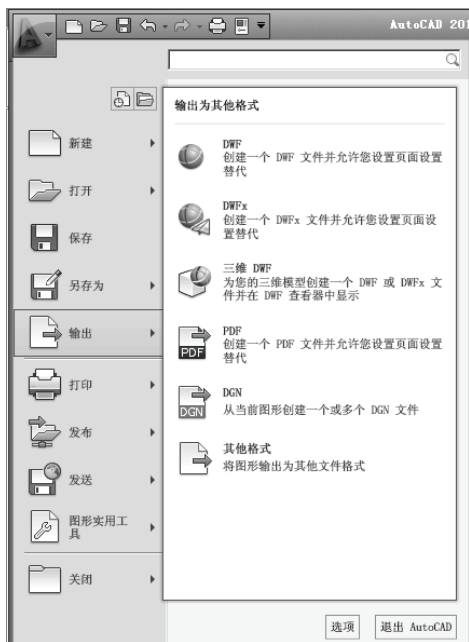 AutoCAD 201
输出为其他格式
新建
打开
保存
另存为
输出
打印
发布
发送
图形实用工
具
关闭
DWF
创建一个 DWF 文件并允许您设置页面设置
替代
DWFx
创建一个 DWFx 文件并允许您设置页面设
置替代
三维 DWF
为您的三维模型创建一个 DWF 或 DWFx 文
件并在 DWF 查看器中显示
PDF
PDF
创建一个 PDF 文件并允许您设置页面设置
替代
DGN
DGN
从当前图形创建一个或多个 DGN 文件
其他格式
将图形输出为其他文件格式
选项
退出 AutoCAD